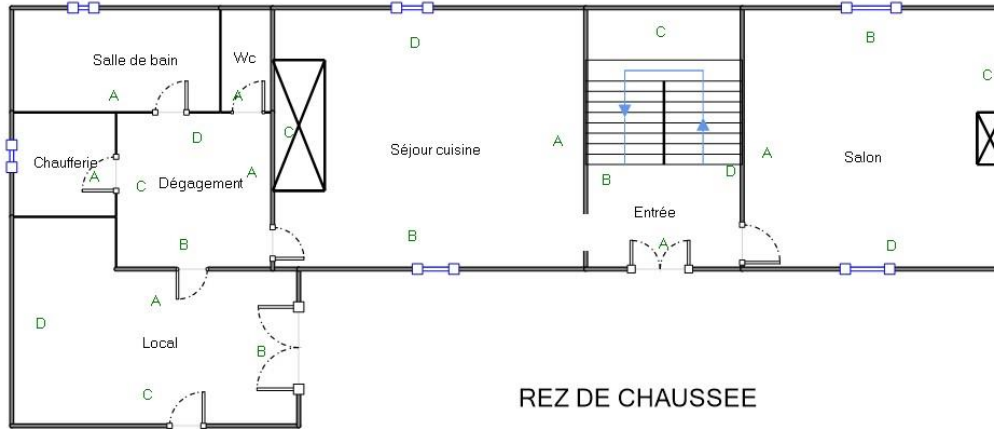 D
B
C
Wc
Salle de bain
C
A
A
C
D
A
A
Séjour cuisine
A
Chaufferie
A
Salon
A
C
Dégagement
B
D
Entrée
B
B
A
D
A
D
Local
B
C
REZ DE CHAUSSEE